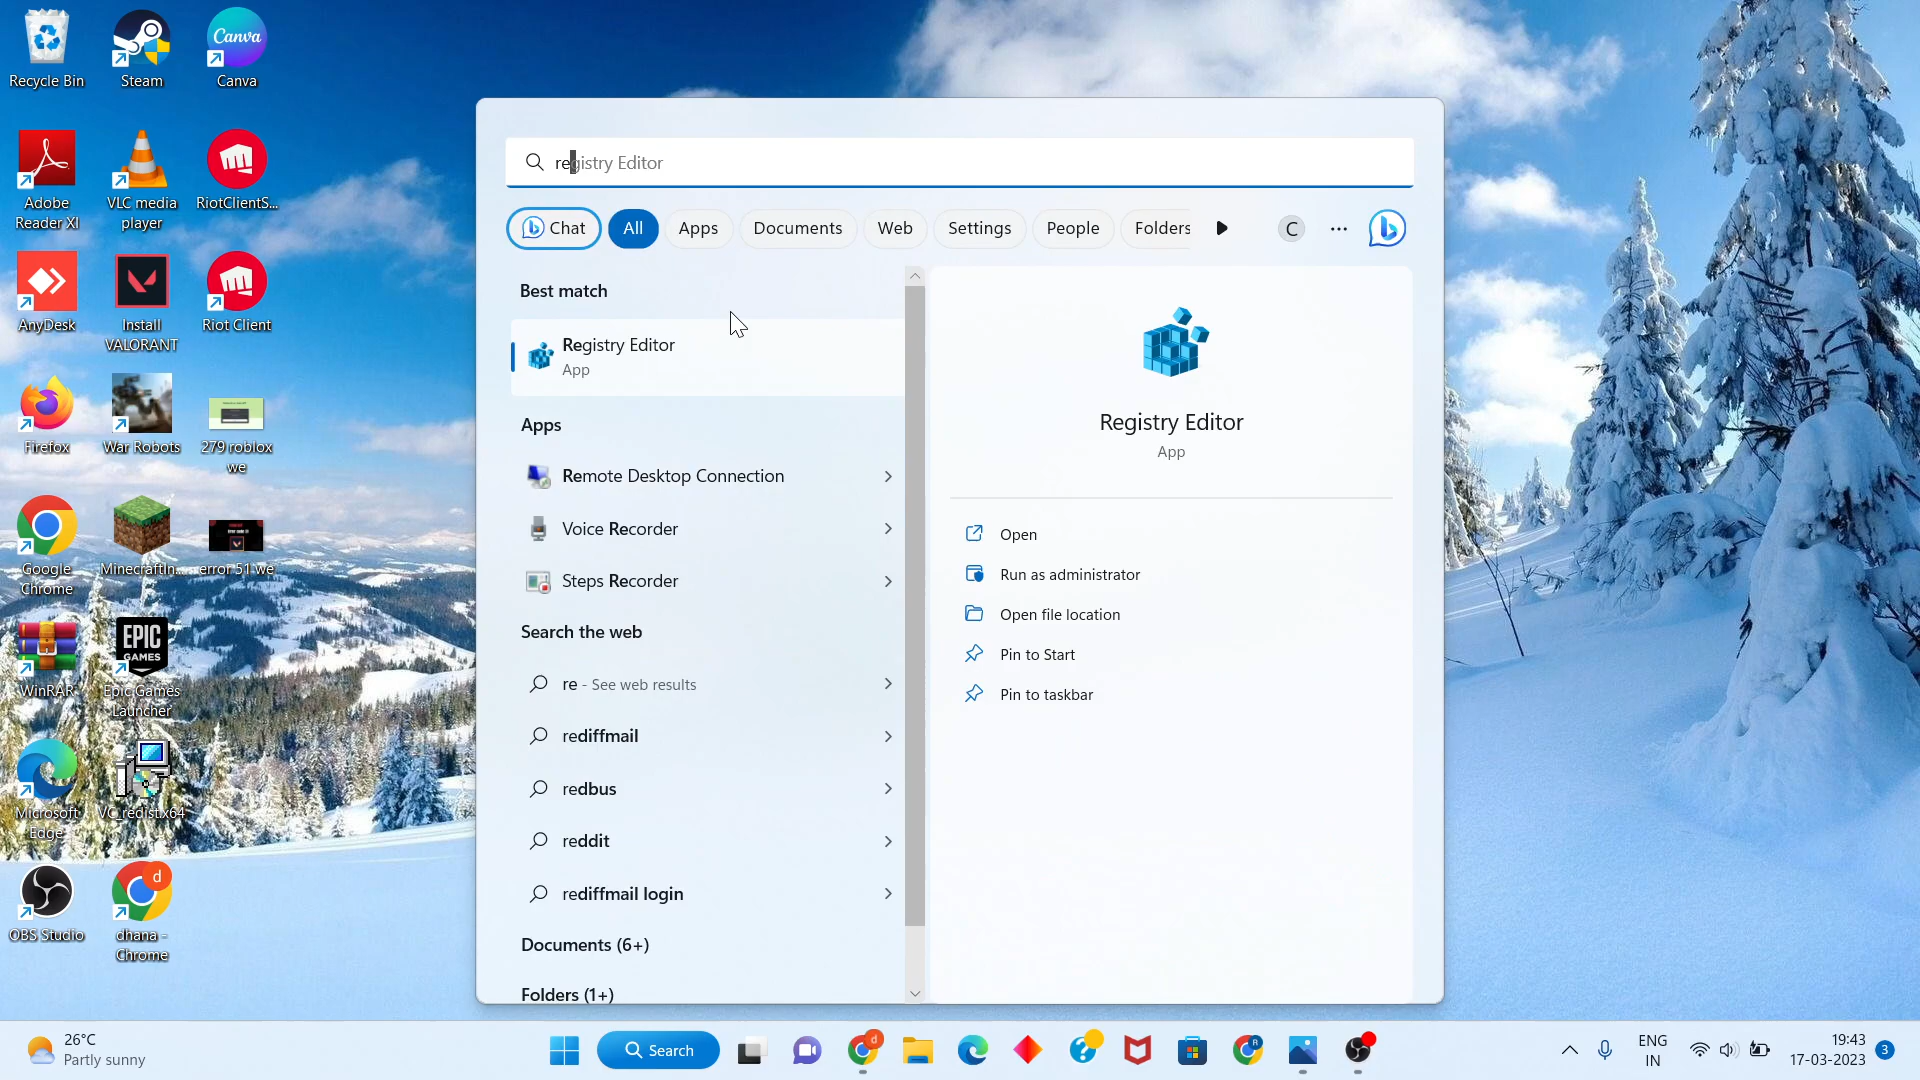 Recycle Bin
Steam
Canva
Canva
Adobe
Reader XI
VLC media
player
RiotClientS...
AnyDesk
Install
VALORANT
Riot Client
Firefox
War Robots
279 roblox
we
Google
Chrome
MinecraftIn...
error 51 we
WinRAR
EPIC
GAMES
Epic Games
Launcher
Microsoft
Edge
VC_redist.x64
OBS Studio
d
dhana -
Chrome
registry Editor
Chat
All
Apps
Documents
Web
Settings
People
Folders
C
Best match
Registry Editor
App
Apps
Remote Desktop Connection
Voice Recorder
Steps Recorder
Search the web
re - See web results
rediffmail
redbus
reddit
rediffmail login
Documents (6+)
Folders (1+)
Registry Editor
App
Open
Run as administrator
Open file location
Pin to Start
Pin to taskbar
26°C
Partly sunny
Search
d
R
ENG
IN
19:43
17-03-2023
3